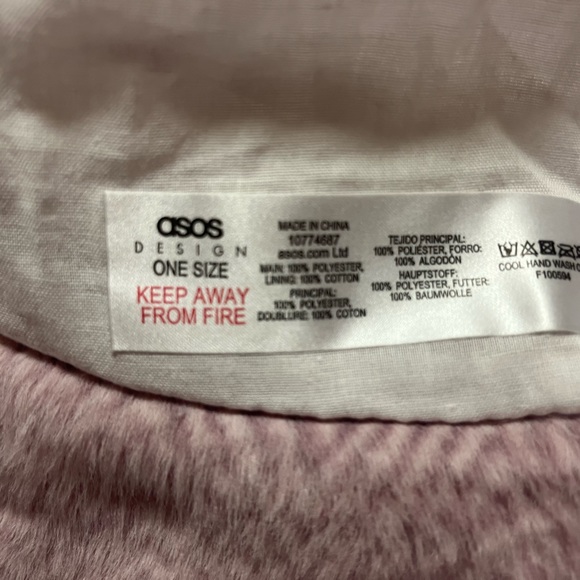 asos
DESIGN
ONE SIZE
KEEP AWAY
FROM FIRE
MADE IN CHINA
10774687
asos.com Ltd
MAIN: 100% POLYESTER,
LINING: 100% COTTON
PRINCIPAL:
100% POLYESTER,
DOUBLURE: 100% COTON
TEJIDO PRINCIPAL:
100% POLIÉSTER, FORRO:
100% ALGODÓN
HAUPTSTOFF:
100% POLYESTER, FUTTER:
100% BAUMWOLLE
COOL HAND WASH
F100594